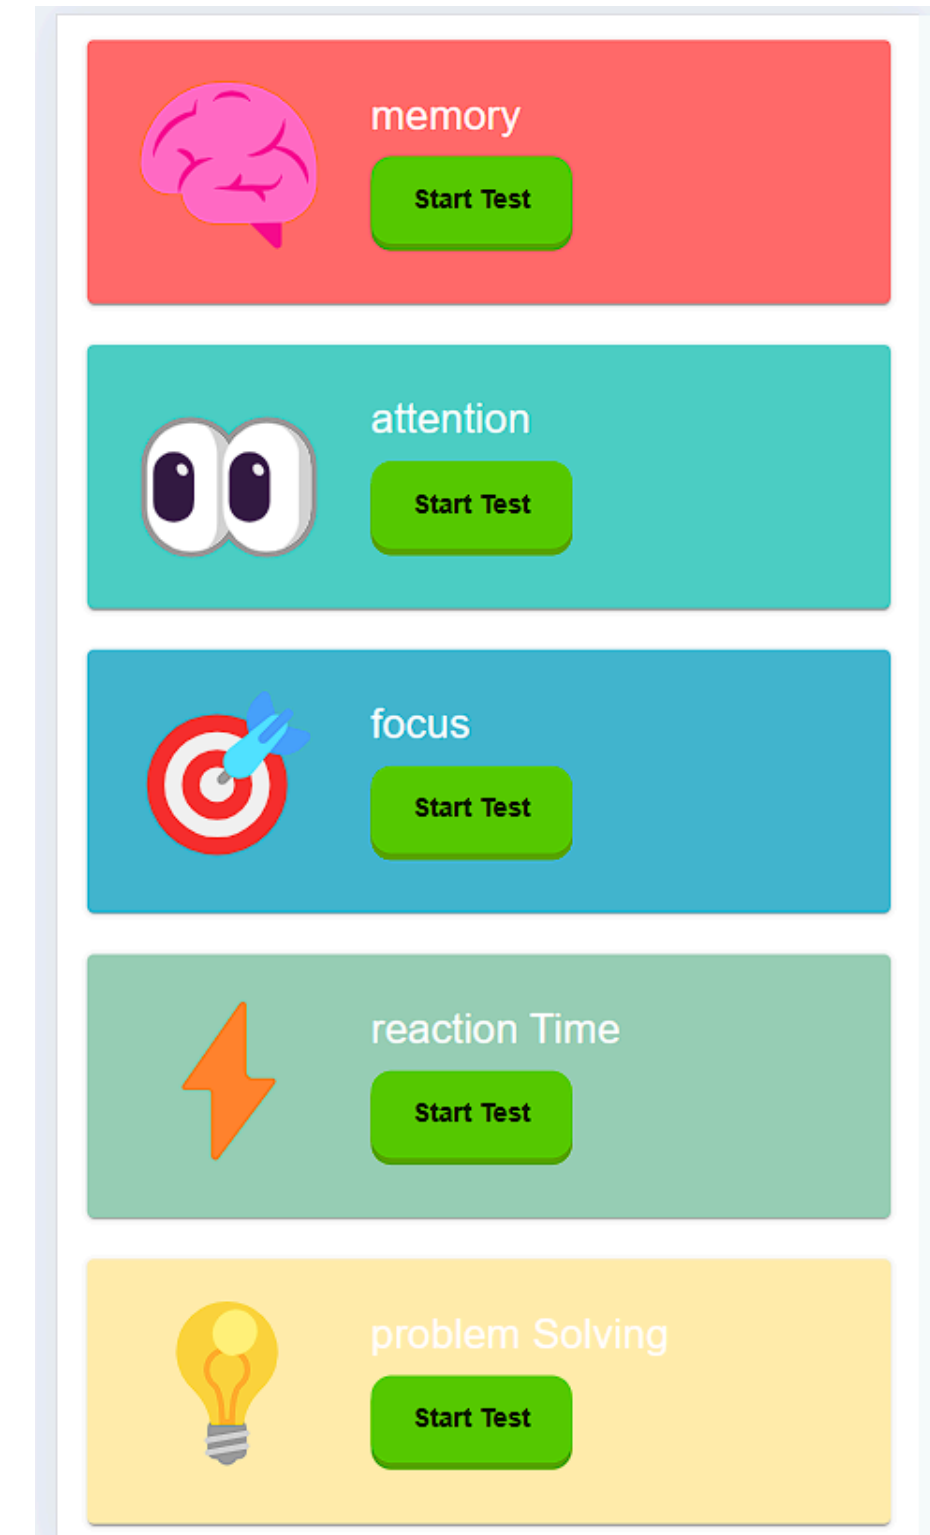 memory
Start Test
attention
Start Test
focus
Start Test
reaction Time
Start Test
problem Solving
Start Test